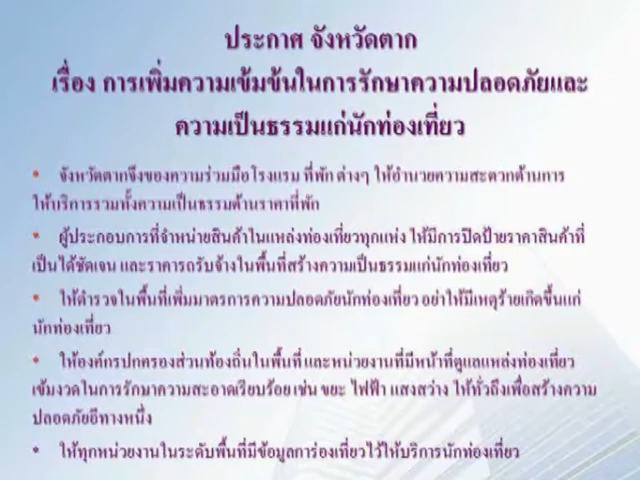 ประกาศ จังหวัดตาก
เรื่อง การเพิ่มความเข้มข้นในการรักษาความปลอดภัยและ
ความเป็นธรรมแก่นักท่องเที่ยว
• จังหวัดตากจึงของความร่วมมือโรงแรม ที่พัก ต่างๆ ให้อำนวยความสะดวกด้านการ
ให้บริการรวมทั้งความเป็นธรรมด้านราคาที่พัก
• ผู้ประกอบการที่จำหน่ายสินค้าในแหล่งท่องเที่ยวทุกแห่ง ให้มีการปิดป้ายราคาสินค้าที่
เป็นได้ชัดเจน และราคารถรับจ้างในพื้นที่สร้างความเป็นธรรมแก่นักท่องเที่ยว
• ให้ตำรวจในพื้นที่เพิ่มมาตรการความปลอดภัยนักท่องเที่ยว อย่าให้มีเหตุร้ายเกิดขึ้นแก่
นักท่องเที่ยว
• ให้องค์กรปกครองส่วนท้องถิ่นในพื้นที่ และหน่วยงานที่มีหน้าที่ดูแลแหล่งท่องเที่ยว
เข้มงวดในการรักษาความสะอาดเรียบร้อย เช่น ขยะ ไฟฟ้า แสงสว่าง ให้ทั่วถึงเพื่อสร้างความ
ปลอดภัยอีทางหนึ่ง
• ให้ทุกหน่วยงานในระดับพื้นที่มีข้อมูลการ่องเที่ยวไว้ให้บริการนักท่องเที่ยว